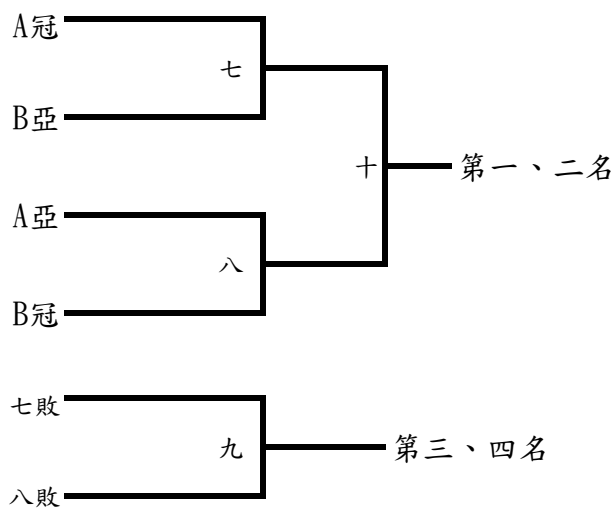 A冠
七
B亞
十
第一、二名
A亞
八
B冠
七敗
九
第三、四名
八敗